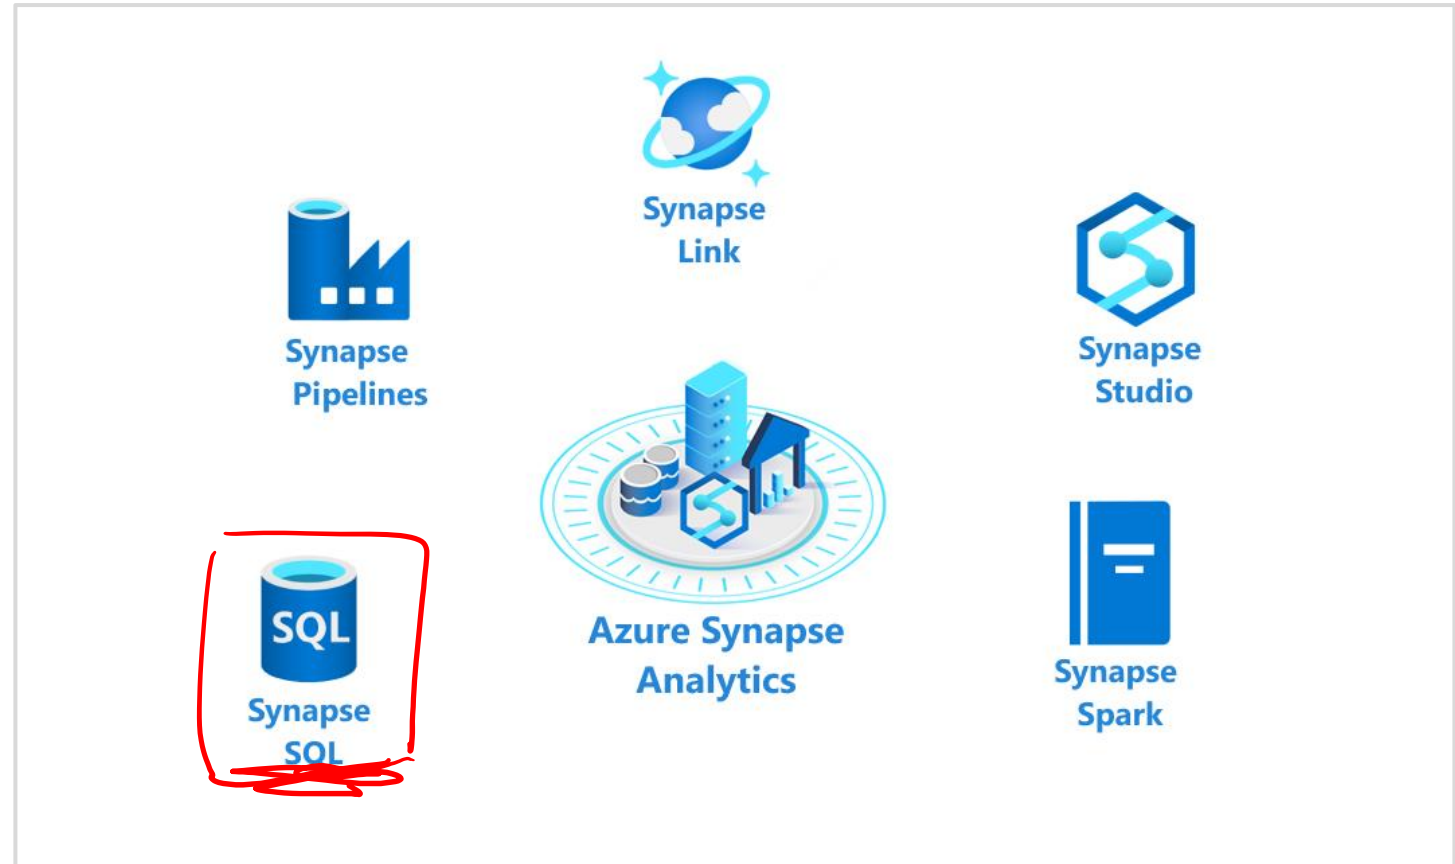 Synapse
Link
Synapse
Pipelines
Synapse
Studio
SQL
Synapse
SQL
Azure Synapse
Analytics
Synapse
Spark